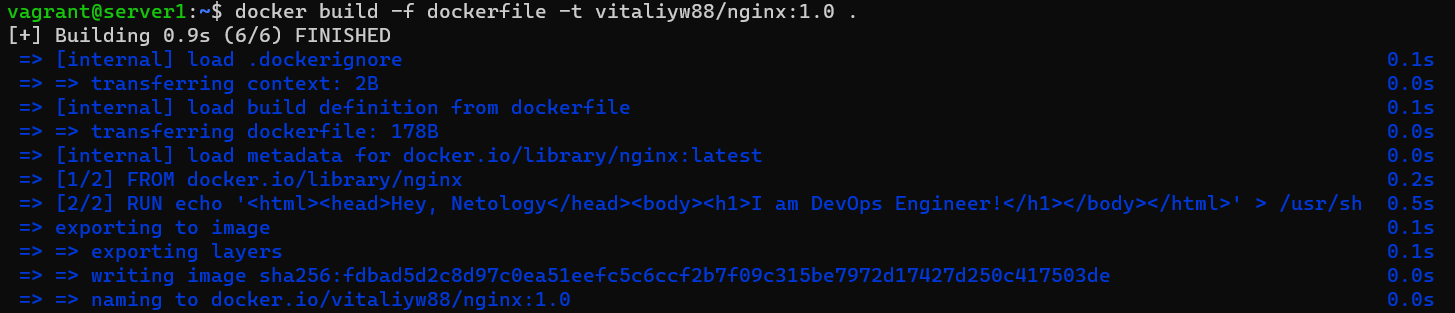 vagrant@server1:~$ docker build -f dockerfile -t vitaliyw88/nginx:1.0 .
[+] Building 0.9s (6/6) FINISHED
=> [internal] load .dockerignore 0.1s
=> => transferring context: 2B 0.0s
=> [internal] load build definition from dockerfile 0.1s
=> => transferring dockerfile: 178B 0.0s
=> [internal] load metadata for docker.io/library/nginx:latest 0.0s
=> [1/2] FROM docker.io/library/nginx 0.2s
=> [2/2] RUN echo '<html><head>Hey, Netology</head><body><h1>I am DevOps Engineer!</h1></body></html>' > /usr/sh 0.5s
=> exporting to image 0.1s
=> => exporting layers 0.1s
=> => writing image sha256:fdbad5d2c8d97c0ea51eefc5c6ccf2b7f09c315be7972d17427d250c417503de 0.0s
=> => naming to docker.io/vitaliyw88/nginx:1.0 0.0s